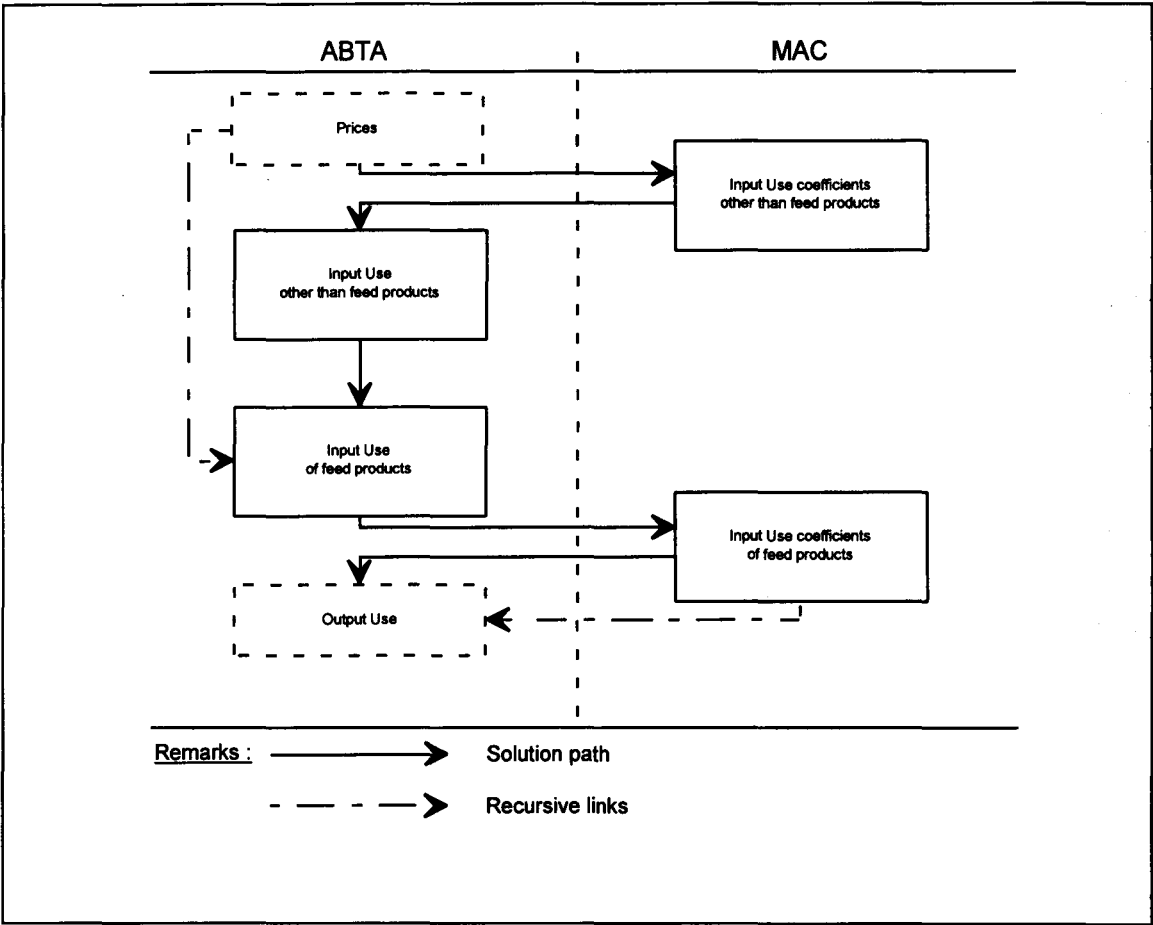 ABTA
MAC
Prices
Input Use coefficients
other than feed products
Input Use
other than feed products
Input Use
of feed products
Input Use coefficients
of feed products
Output Use
Remarks :
Solution path
Recursive links